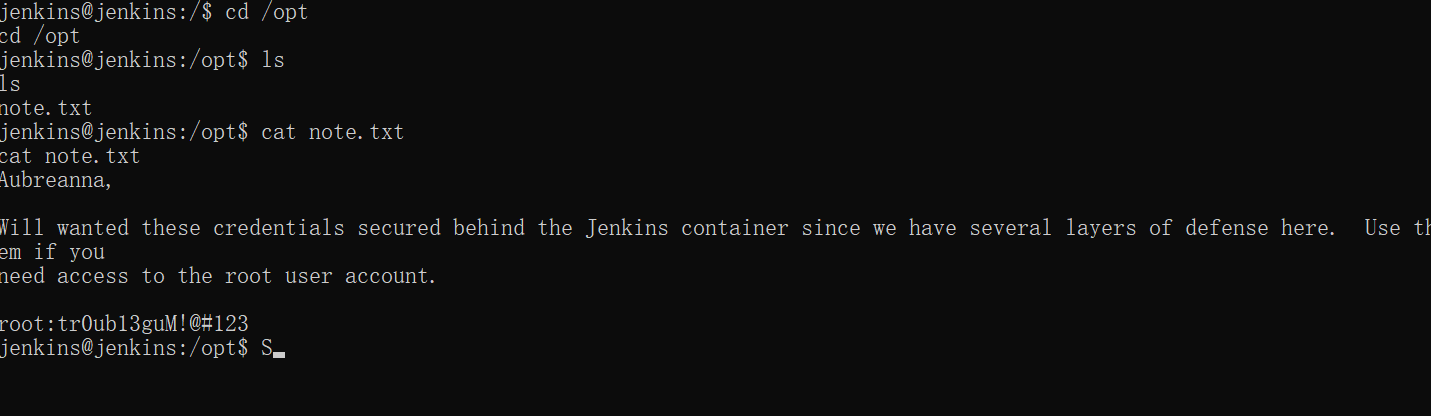 jenkins@jenkins:/$ cd /opt
cd /opt
jenkins@jenkins:/opt$ ls
ls
note.txt
jenkins@jenkins:/opt$ cat note.txt
cat note.txt
Aubreanna,
Will wanted these credentials secured behind the Jenkins container since we have several layers of defense here.  Use th
em if you
need access to the root user account.
root:tr0ubl3guM!@#123
jenkins@jenkins:/opt$ S